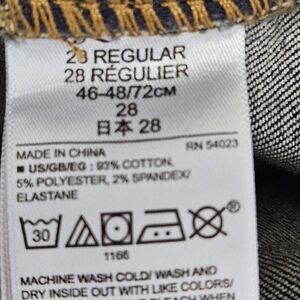 28 REGULAR
28 RÉGULIER
46-48/72CM
28
日本 28
MADE IN CHINA RN 54023
■ US/GB/EG : 93% COTTON,
5% POLYESTER, 2% SPANDEX/
ELASTANE
30
1166
MACHINE WASH COLD/ WASH AND
DRY INSIDE OUT WITH LIKE COLORS/
BLEACH WHEN